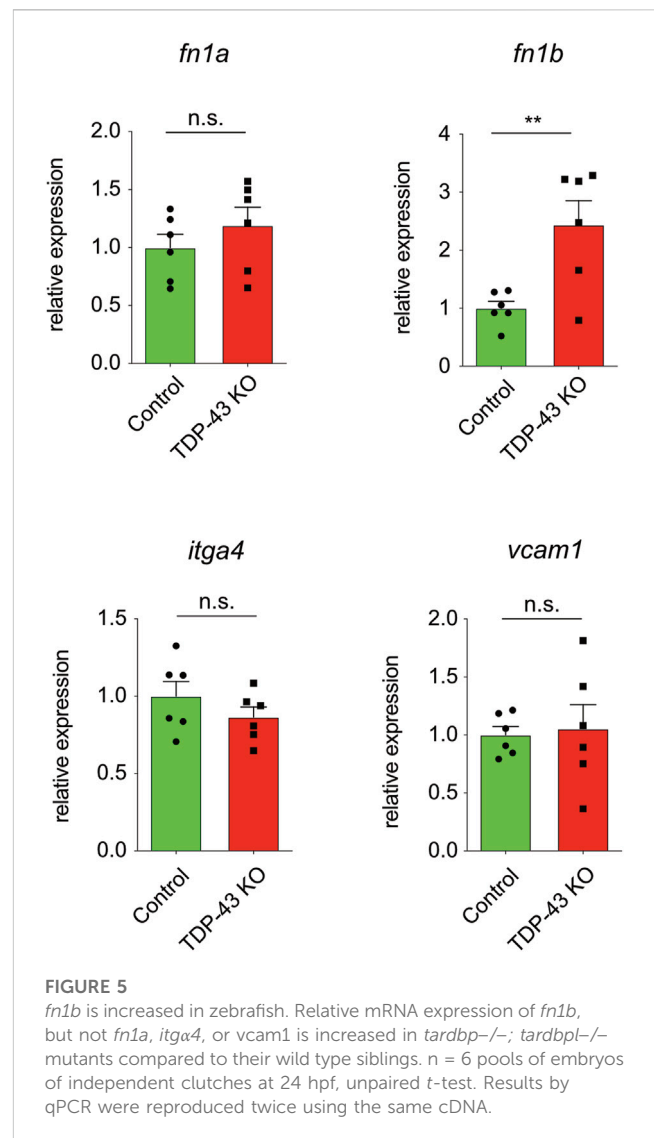 fn1a
n.s.
relative expression
2.0
1.5
1.0
0.5
0.0
Control
TDP-43 KO
fn1b
**
relative expression
4
3
2
1
0
Control
TDP-43 KO
itga4
n.s.
relative expression
1.5
1.0
0.5
0.0
Control
TDP-43 KO
vcam1
n.s.
relative expression
2.0
1.5
1.0
0.5
0.0
Control
TDP-43 KO
FIGURE 5
fn1b is increased in zebrafish. Relative mRNA expression of fn1b,
but not fn1a, itgα4, or vcam1 is increased in tardbp−/−; tardbpl−/−
mutants compared to their wild type siblings. n = 6 pools of embryos
of independent clutches at 24 hpf, unpaired t-test. Results by
qPCR were reproduced twice using the same cDNA.